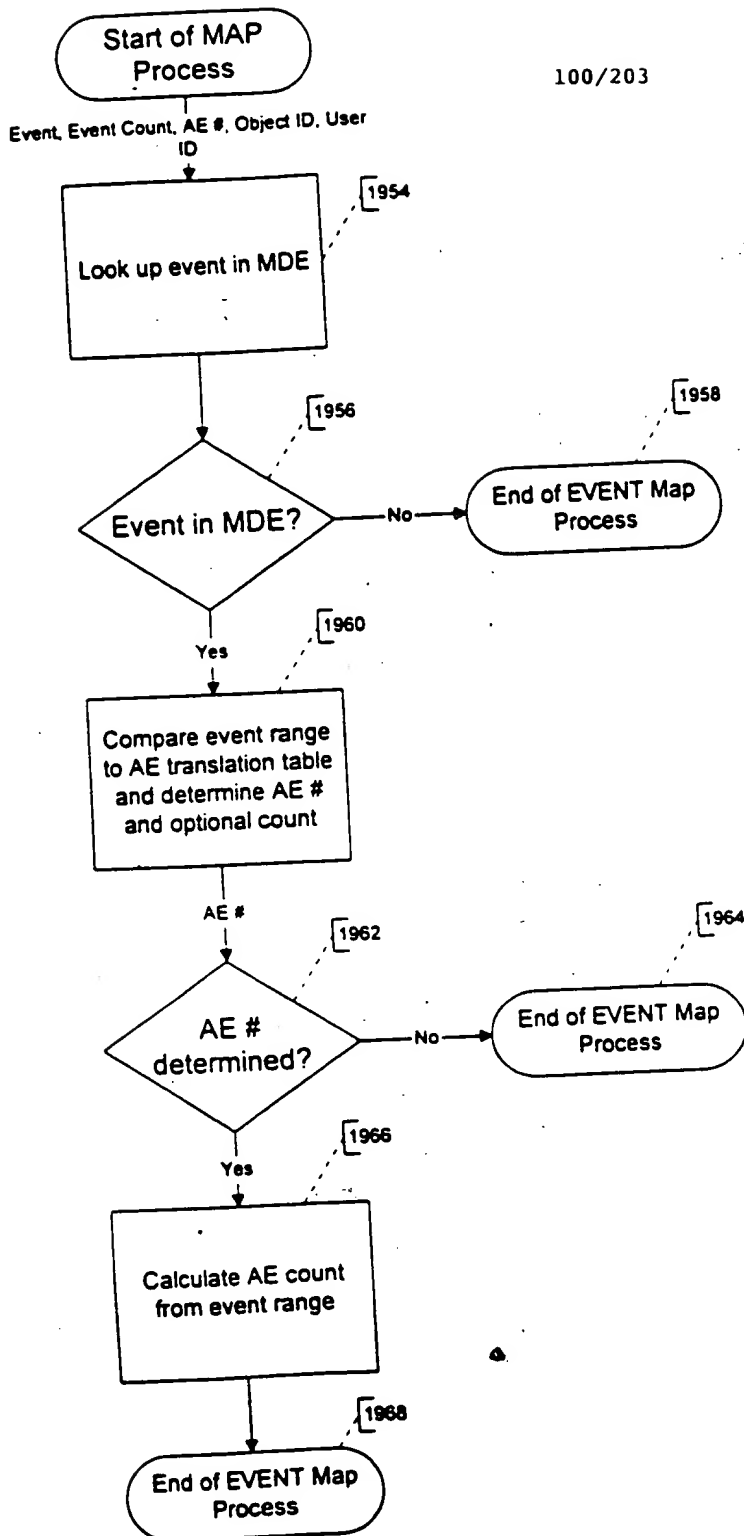 Start of MAP
Process
100/203
Event, Event Count, AE #, Object ID, User
ID
1954
Look up event in MDE
1956
1958
Event in MDE?
No
End of EVENT Map
Process
Yes
1960
Compare event range
to AE translation table
and determine AE #
and optional count
AE #
1962
1964
AE #
determined?
No
End of EVENT Map
Process
Yes
1966
Calculate AE count
from event range
1968
End of EVENT Map
Process